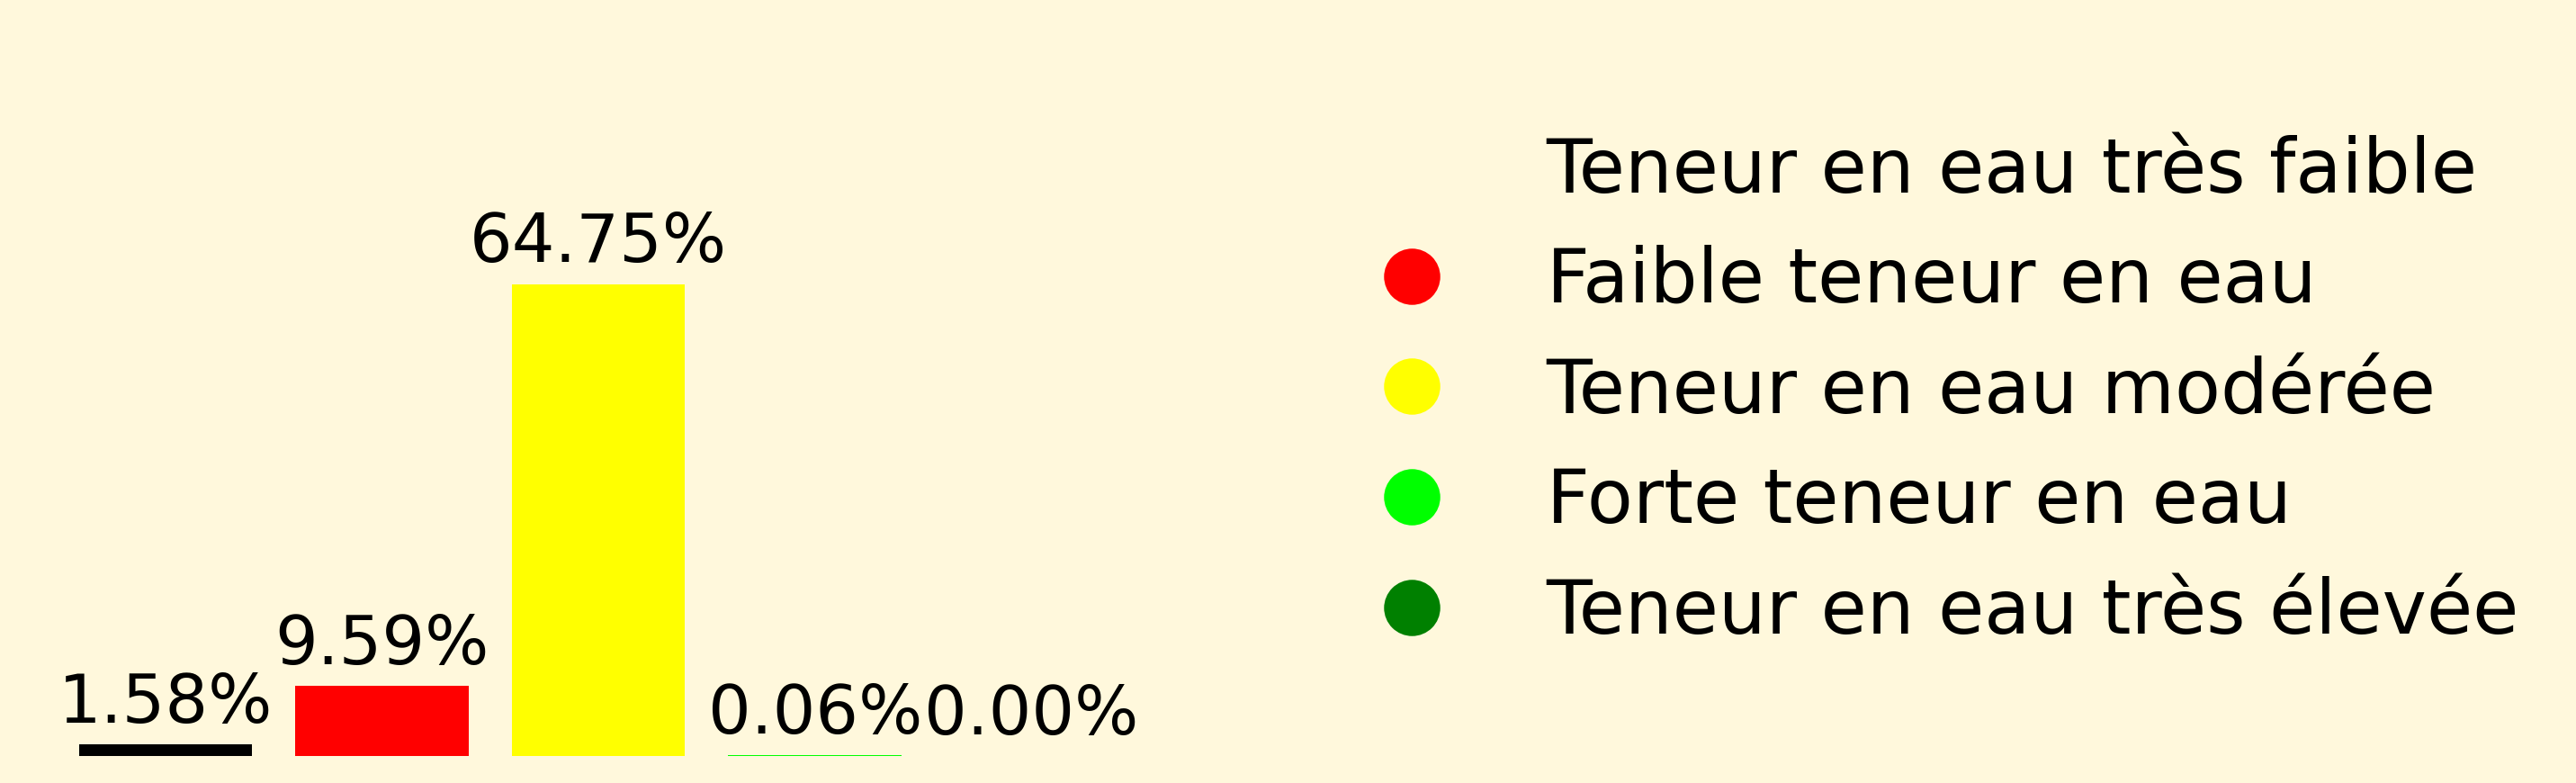 1.58%
9.59%
64.75%
0.06%
0.00%
Teneur en eau très faible
Faible teneur en eau
Teneur en eau modérée
Forte teneur en eau
Teneur en eau très élevée